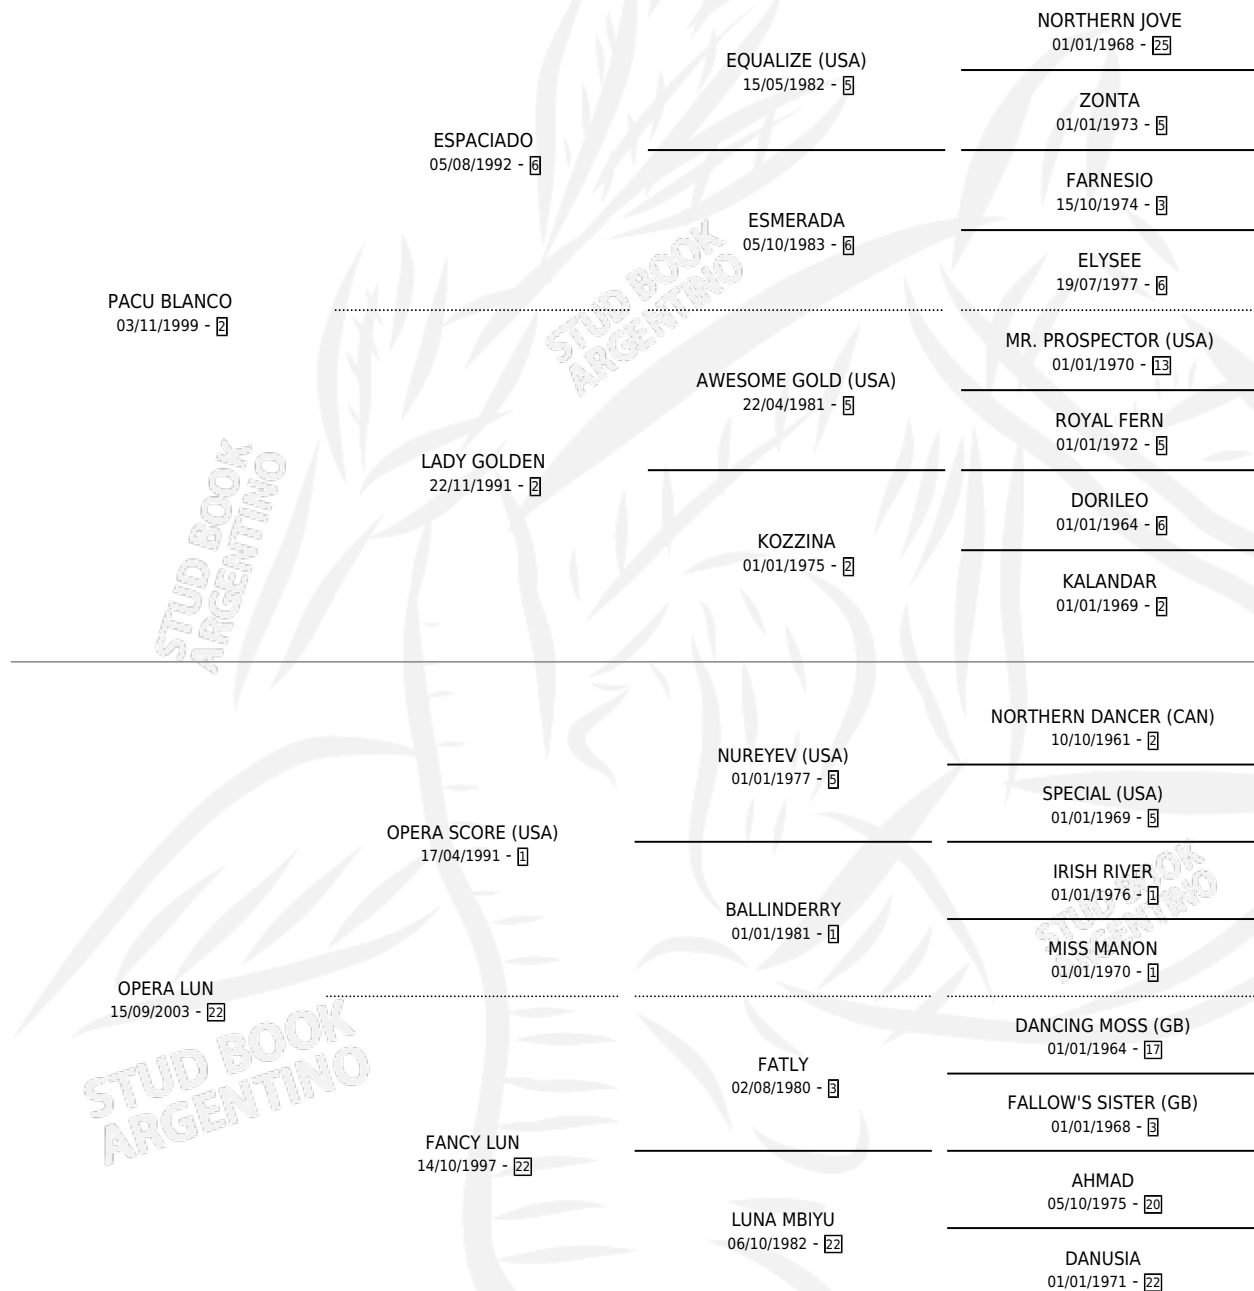 NORTHERN JOVE
01/01/1968 - 25
EQUALIZE (USA)
15/05/1982 - 5
ZONTA
01/01/1973 - 5
ESPACIADO
05/08/1992 - 6
FARNESIO
15/10/1974 - 3
ESMERADA
05/10/1983 - 6
ELYSEE
19/07/1977 - 6
PACU BLANCO
03/11/1999 - 2
STUD BOOK
ARGENTINO
MR. PROSPECTOR (USA)
01/01/1970 - 13
AWESOME GOLD (USA)
22/04/1981 - 5
ROYAL FERN
01/01/1972 - 5
LADY GOLDEN
22/11/1991 - 2
DORILEO
01/01/1964 - 6
KOZZINA
01/01/1975 - 2
KALANDAR
01/01/1969 - 2
STUD BOOK
ARGENTINO
NORTHERN DANCER (CAN)
10/10/1961 - 2
NUREYEV (USA)
01/01/1977 - 5
SPECIAL (USA)
01/01/1969 - 5
OPERA SCORE (USA)
17/04/1991 - 1
IRISH RIVER
01/01/1976 - 1
BALLINDERRY
01/01/1981 - 1
STUD BOOK
ARGENTINO
MISS MANON
01/01/1970 - 1
OPERA LUN
15/09/2003 - 22
STUD BOOK
ARGENTINO
DANCING MOSS (GB)
01/01/1964 - 17
FATLY
02/08/1980 - 3
FALLOW'S SISTER (GB)
01/01/1968 - 3
FANCY LUN
14/10/1997 - 22
AHMAD
05/10/1975 - 20
LUNA MBIYU
06/10/1982 - 22
DANUSIA
01/01/1971 - 22